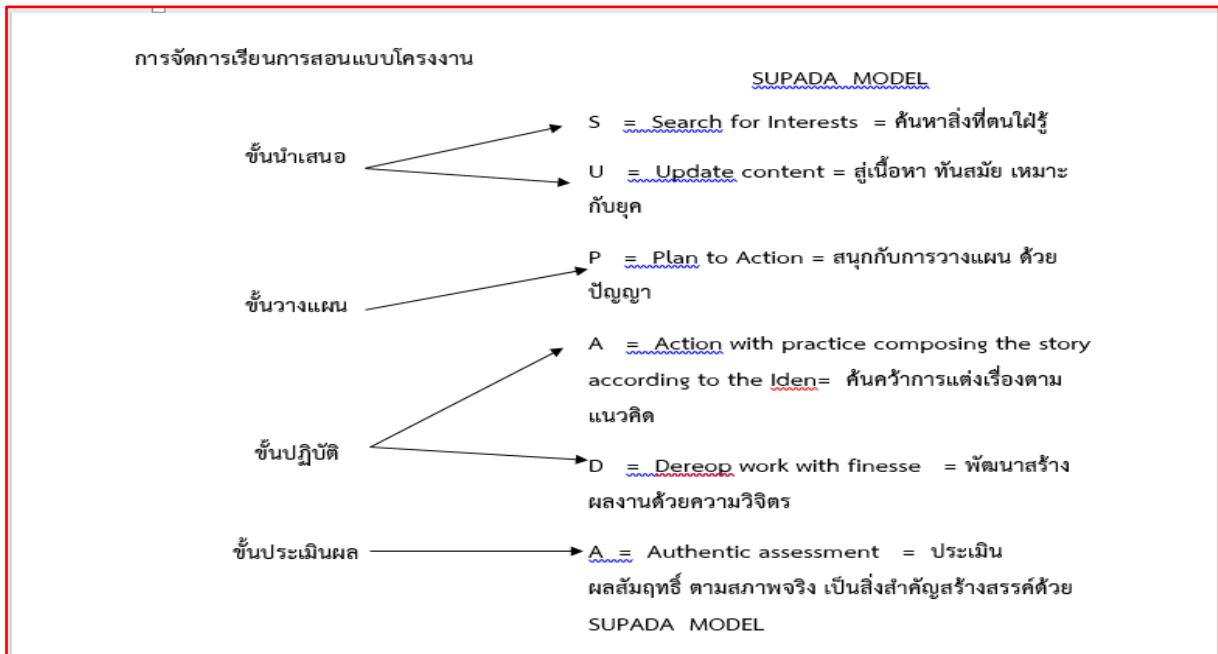 การจัดการเรียนการสอนแบบโครงงาน
SUPADA MODEL
S = Search for Interests = ค้นหาสิ่งที่ตนใฝ่รู้
ขั้นนำเสนอ
U = Update content = สู่เนื้อหา ทันสมัย เหมาะ
กับยุค
P = Plan to Action = สนุกกับการวางแผน ด้วย
ปัญญา
ขั้นวางแผน
A = Action with practice composing the story
according to the Iden= ค้นคว้าการแต่งเรื่องตาม
แนวคิด
ขั้นปฏิบัติ
D = Dereop work with finesse = พัฒนาสร้าง
ผลงานด้วยความวิจิตร
ขั้นประเมินผล
A = Authentic assessment = ประเมิน
ผลสัมฤทธิ์ ตามสภาพจริง เป็นสิ่งสำคัญสร้างสรรค์ด้วย
SUPADA MODEL